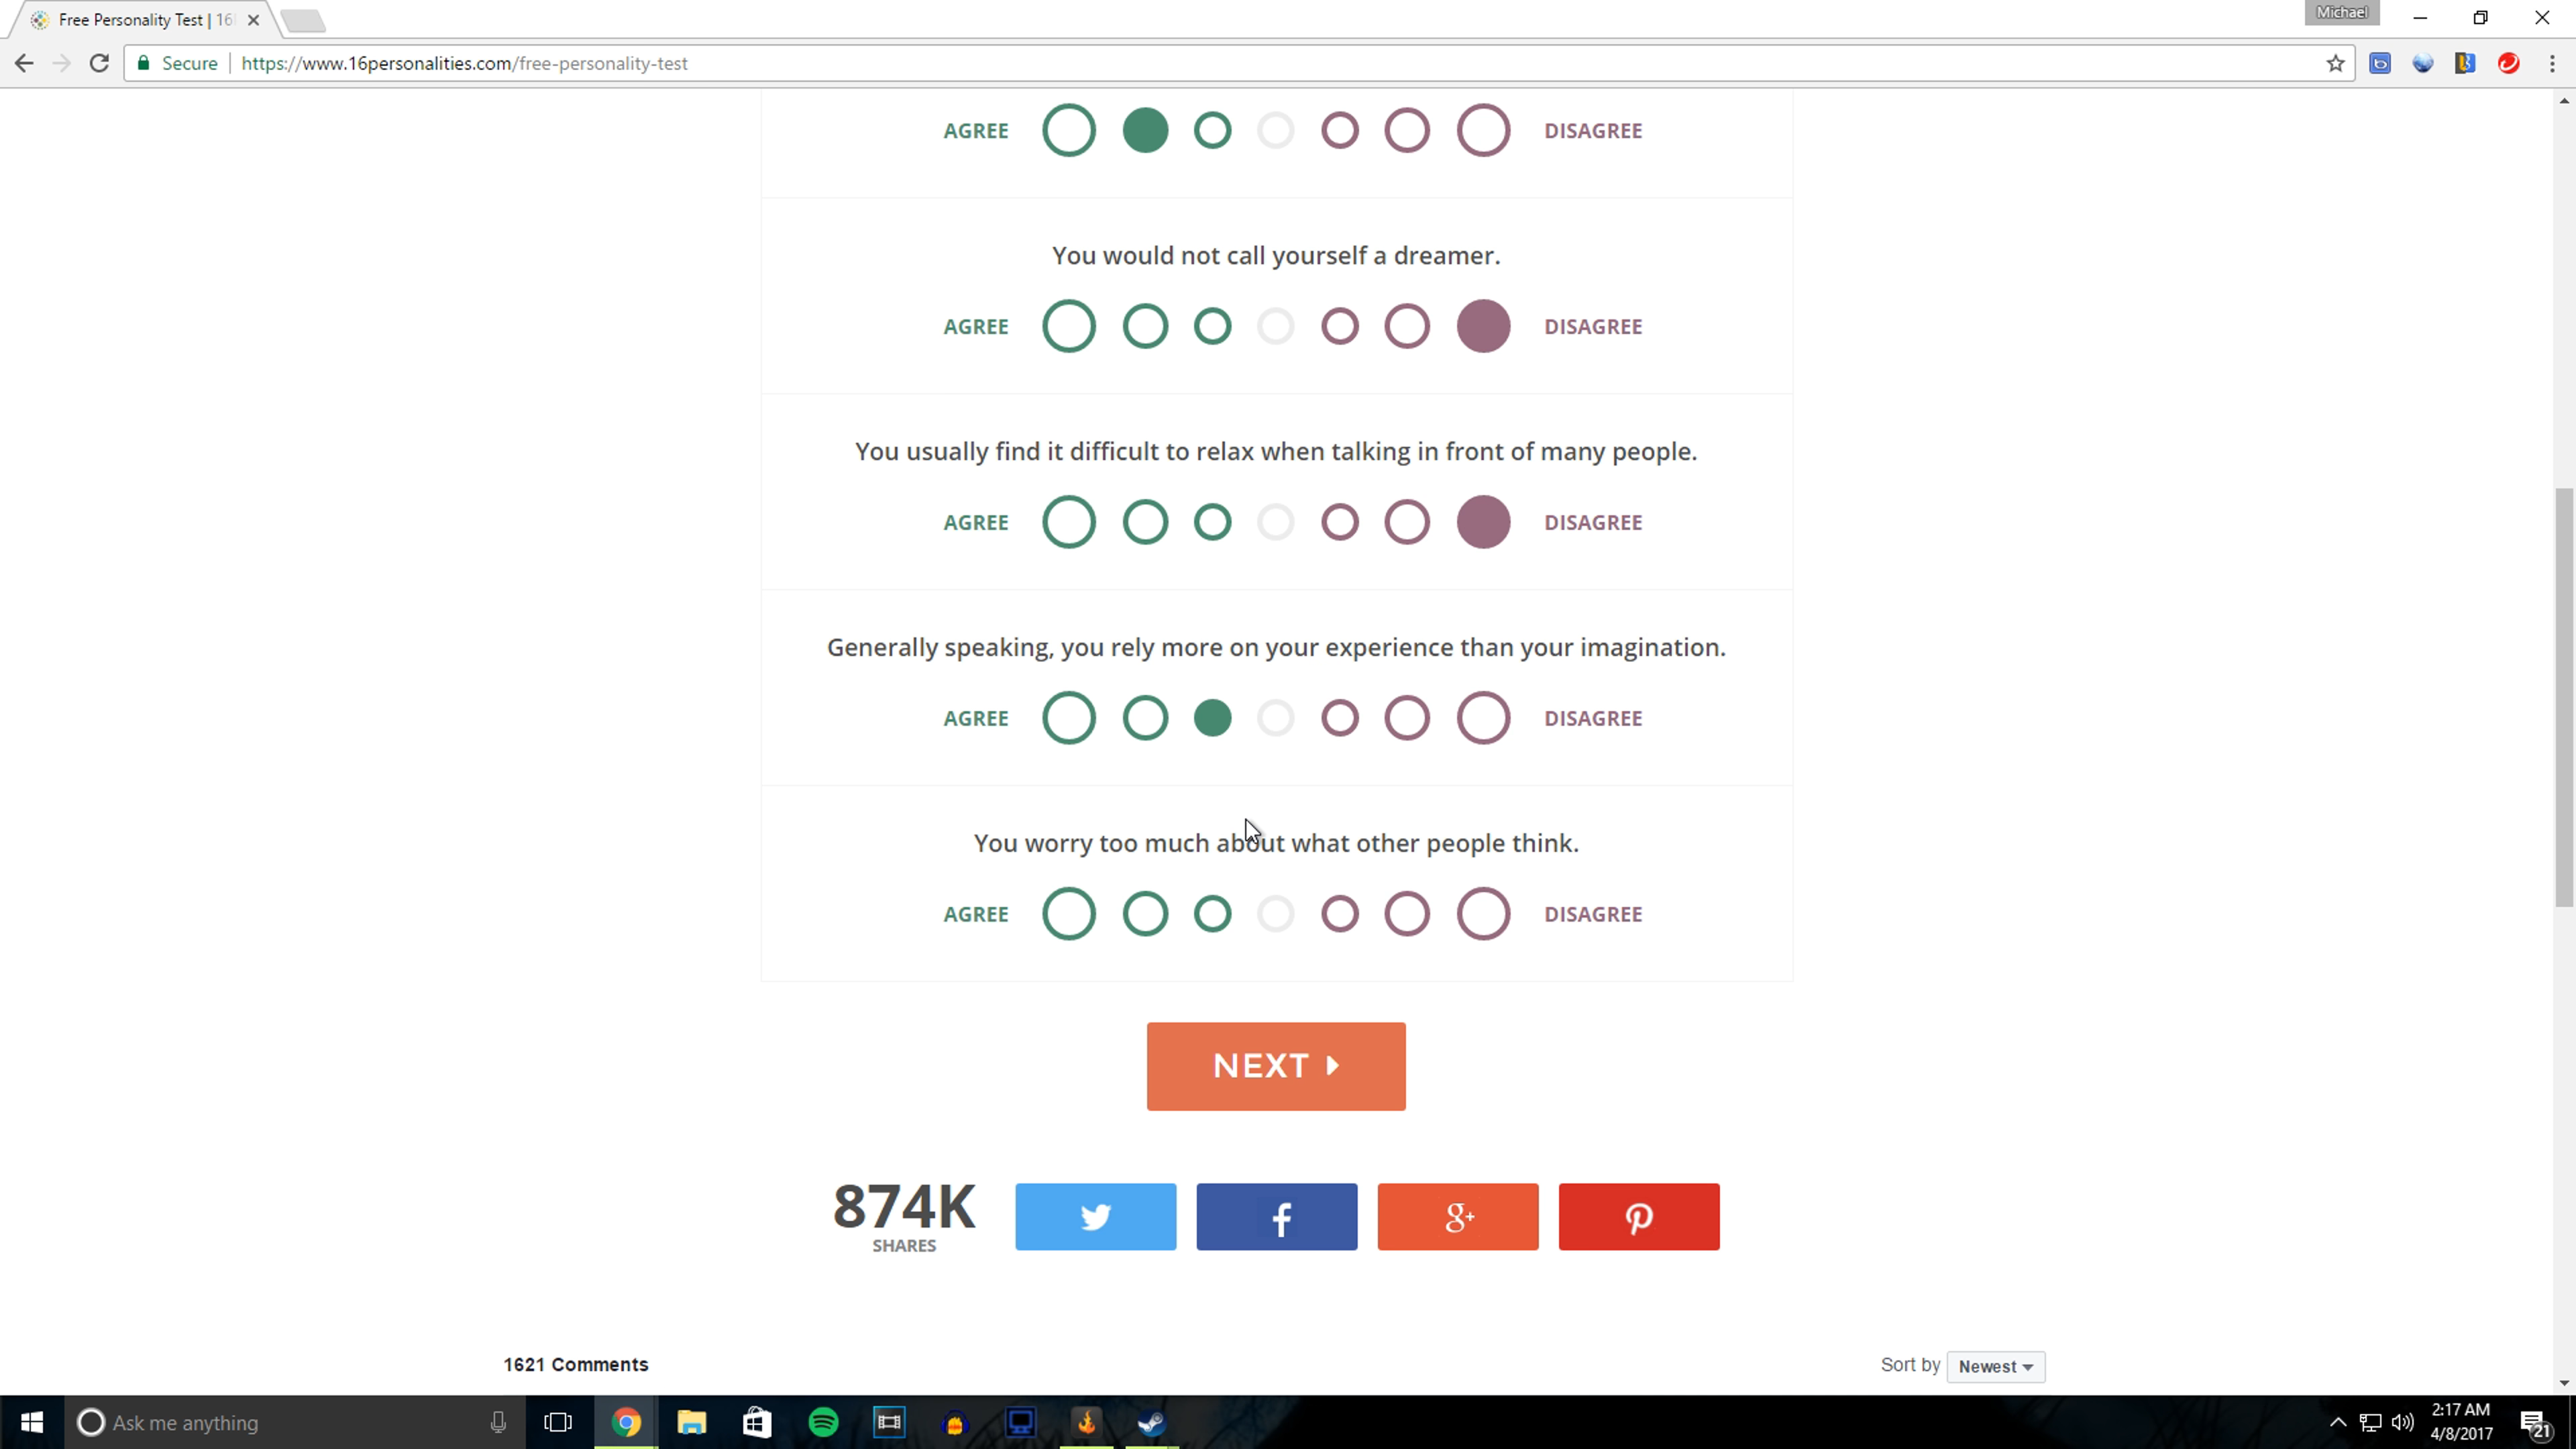 Free Personality Test | 16
Michael
Secure
https://www.16personalities.com/free-personality-test
AGREE DISAGREE
You would not call yourself a dreamer.
AGREE DISAGREE
You usually find it difficult to relax when talking in front of many people.
AGREE DISAGREE
Generally speaking, you rely more on your experience than your imagination.
AGREE DISAGREE
You worry too much about what other people think.
AGREE DISAGREE
NEXT
874K
SHARES
1621 Comments
Sort by Newest
Ask me anything
2:17 AM
4/8/2017
21